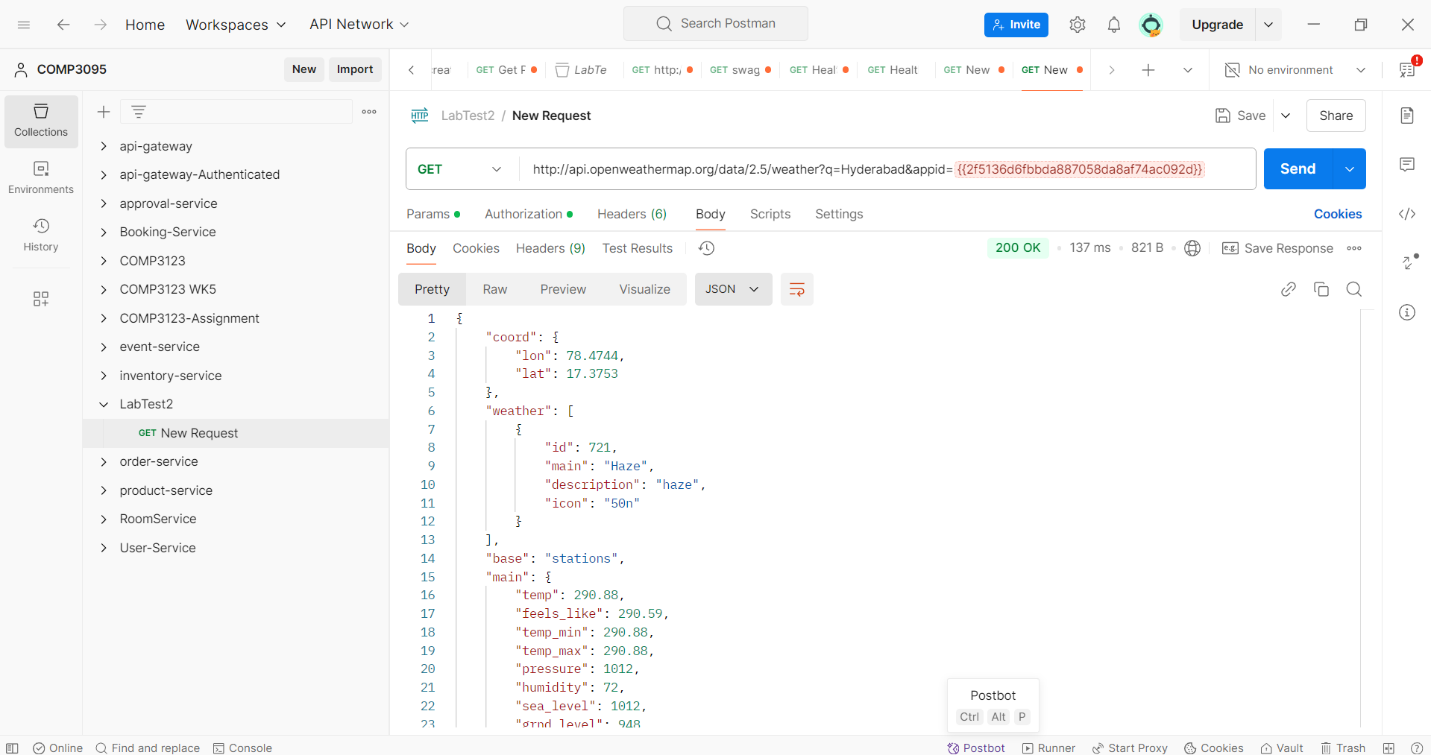 Home Workspaces API Network Search Postman Invite Upgrade
COMP3095 New Import
GET Get F LabTe GET http:/ GET swag GET Healt GET Healt GET New GET New No environment
Collections
Environments
History
api-gateway
api-gateway-Authenticated
approval-service
Booking-Service
COMP3123
COMP3123 WK5
COMP3123-Assignment
event-service
inventory-service
LabTest2
GET New Request
order-service
product-service
RoomService
User-Service
HTTP LabTest2 / New Request Save Share
GET http://api.openweathermap.org/data/2.5/weather?q=Hyderabad&appid={{2f5136d6fbbda887058da8af74ac092d}} Send
Params Authorization Headers (6) Body Scripts Settings Cookies
Body Cookies Headers (9) Test Results 200 OK 137 ms 821 B e.g. Save Response
Pretty Raw Preview Visualize JSON
1 {
2 "coord": {
3 "lon": 78.4744,
4 "lat": 17.3753
5 },
6 "weather": [
7 {
8 "id": 721,
9 "main": "Haze",
10 "description": "haze",
11 "icon": "50n"
12 }
13 ],
14 "base": "stations",
15 "main": {
16 "temp": 290.88,
17 "feels_like": 290.59,
18 "temp_min": 290.88,
19 "temp_max": 290.88,
20 "pressure": 1012,
21 "humidity": 72,
22 "sea_level": 1012,
23 "grnd_level": 948
Postbot
Ctrl Alt P
Online Find and replace Console Postbot Runner Start Proxy Cookies Vault Trash